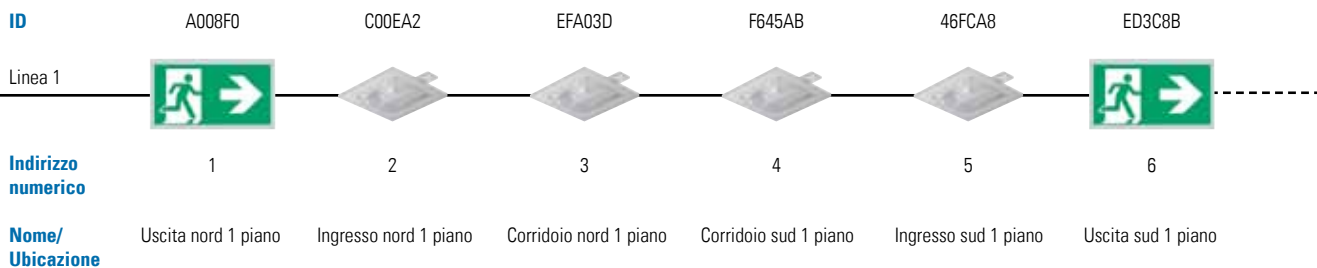 ID A008F0 C00EA2 EFA03D F645AB 46FCA8 ED3C8B
Linea 1
Indirizzo 1 2 3 4 5 6
numerico
Nome/ Uscita nord 1 piano Ingresso nord 1 piano Corridoio nord 1 piano Corridoio sud 1 piano Ingresso sud 1 piano Uscita sud 1 piano
Ubicazione